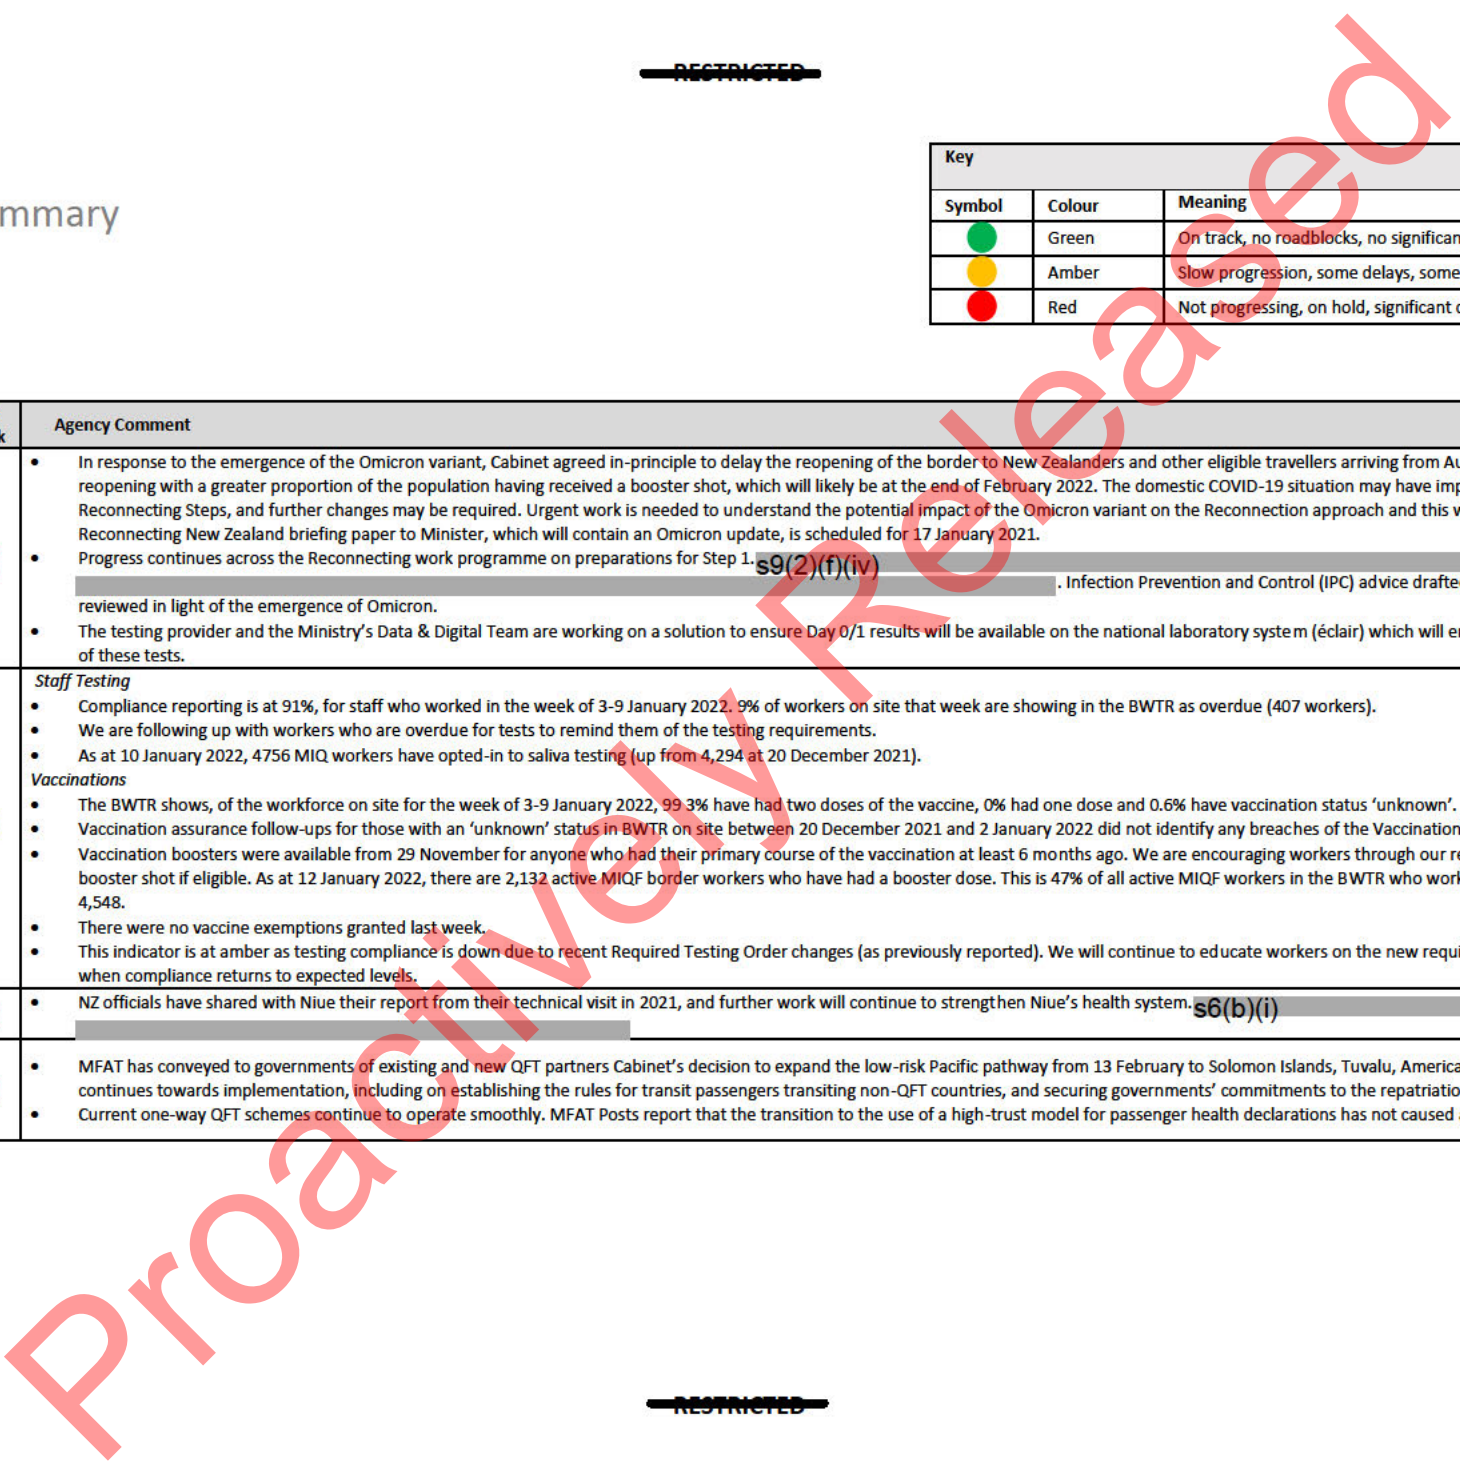 RESTRICTED
mmary
Key
Symbol Colour Meaning
Green On track, no roadblocks, no significan
Amber Slow progression, some delays, some
Red Not progressing, on hold, significant
k Agency Comment
• In response to the emergence of the Omicron variant, Cabinet agreed in-principle to delay the reopening of the border to New Zealanders and other eligible travellers arriving from Au
reopening with a greater proportion of the population having received a booster shot, which will likely be at the end of February 2022. The domestic COVID-19 situation may have imp
Reconnecting Steps, and further changes may be required. Urgent work is needed to understand the potential impact of the Omicron variant on the Reconnection approach and this w
Reconnecting New Zealand briefing paper to Minister, which will contain an Omicron update, is scheduled for 17 January 2021.
• Progress continues across the Reconnecting work programme on preparations for Step 1. s9(2)(f)(iv)
. Infection Prevention and Control (IPC) advice drafte
reviewed in light of the emergence of Omicron.
• The testing provider and the Ministry's Data & Digital Team are working on a solution to ensure Day 0/1 results will be available on the national laboratory system (éclair) which will en
of these tests.
Staff Testing
• Compliance reporting is at 91%, for staff who worked in the week of 3-9 January 2022. 9% of workers on site that week are showing in the BWTR as overdue (407 workers).
• We are following up with workers who are overdue for tests to remind them of the testing requirements.
• As at 10 January 2022, 4756 MIQ workers have opted-in to saliva testing (up from 4,294 at 20 December 2021).
Vaccinations
• The BWTR shows, of the workforce on site for the week of 3-9 January 2022, 99 3% have had two doses of the vaccine, 0% had one dose and 0.6% have vaccination status 'unknown'.
• Vaccination assurance follow-ups for those with an 'unknown' status in BWTR on site between 20 December 2021 and 2 January 2022 did not identify any breaches of the Vaccination
• Vaccination boosters were available from 29 November for anyone who had their primary course of the vaccination at least 6 months ago. We are encouraging workers through our re
booster shot if eligible. As at 12 January 2022, there are 2,132 active MIQF border workers who have had a booster dose. This is 47% of all active MIQF workers in the BWTR who work
4,548.
• There were no vaccine exemptions granted last week.
• This indicator is at amber as testing compliance is down due to recent Required Testing Order changes (as previously reported). We will continue to educate workers on the new requi
when compliance returns to expected levels.
• NZ officials have shared with Niue their report from their technical visit in 2021, and further work will continue to strengthen Niue's health system. s6(b)(i)
• MFAT has conveyed to governments of existing and new QFT partners Cabinet's decision to expand the low-risk Pacific pathway from 13 February to Solomon Islands, Tuvalu, America
continues towards implementation, including on establishing the rules for transit passengers transiting non-QFT countries, and securing governments' commitments to the repatriatio
• Current one-way QFT schemes continue to operate smoothly. MFAT Posts report that the transition to the use of a high-trust model for passenger health declarations has not caused
RESTRICTED
Proactively Released